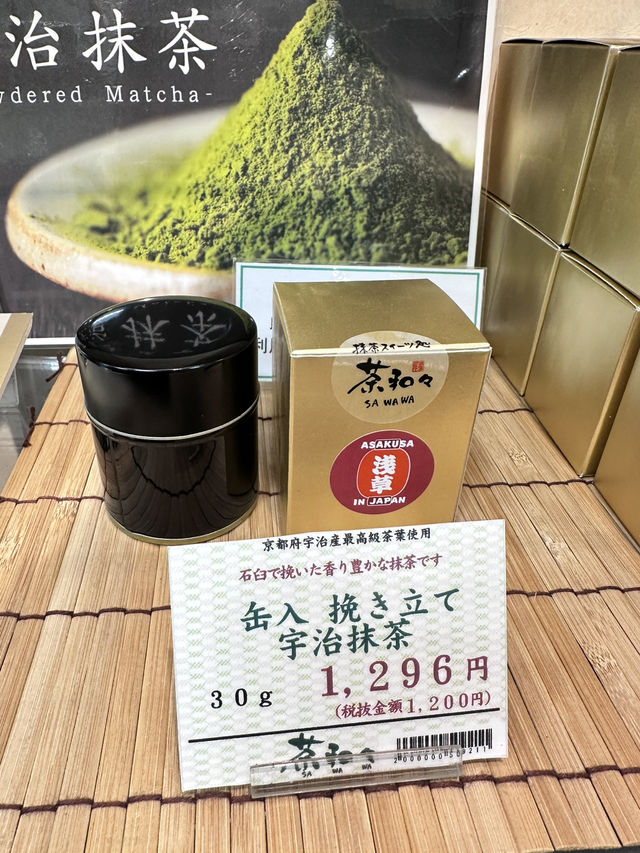 治抹茶
wdered Matcha-
抹茶スイーツ処
茶和々
SA WA WA
ASAKUSA
浅草
IN JAPAN
京都府宇治産最高級茶葉使用
石臼で挽いた香り豊かな抹茶です
缶入 挽き立て
宇治抹茶
30g
1,296円
(税抜金額1,200円)
茶和々
SA WA WA